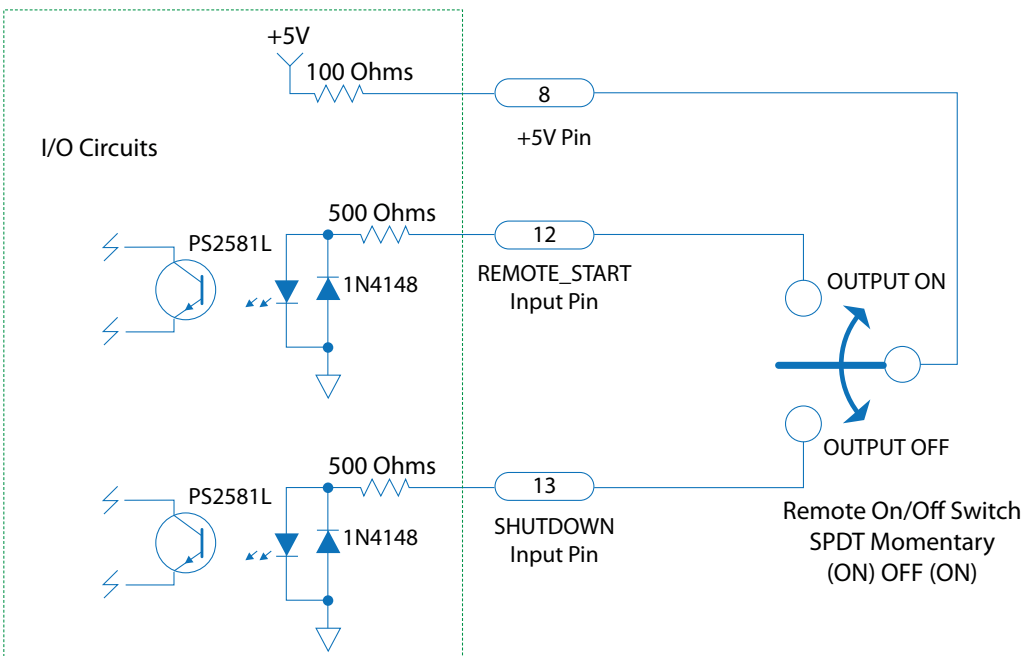 +5V
100 Ohms
8
+5V Pin
I/O Circuits
500 Ohms
PS2581L
1N4148
12
REMOTE_START
Input Pin
OUTPUT ON
OUTPUT OFF
500 Ohms
PS2581L
1N4148
13
SHUTDOWN
Input Pin
Remote On/Off Switch
SPDT Momentary
(ON) OFF (ON)